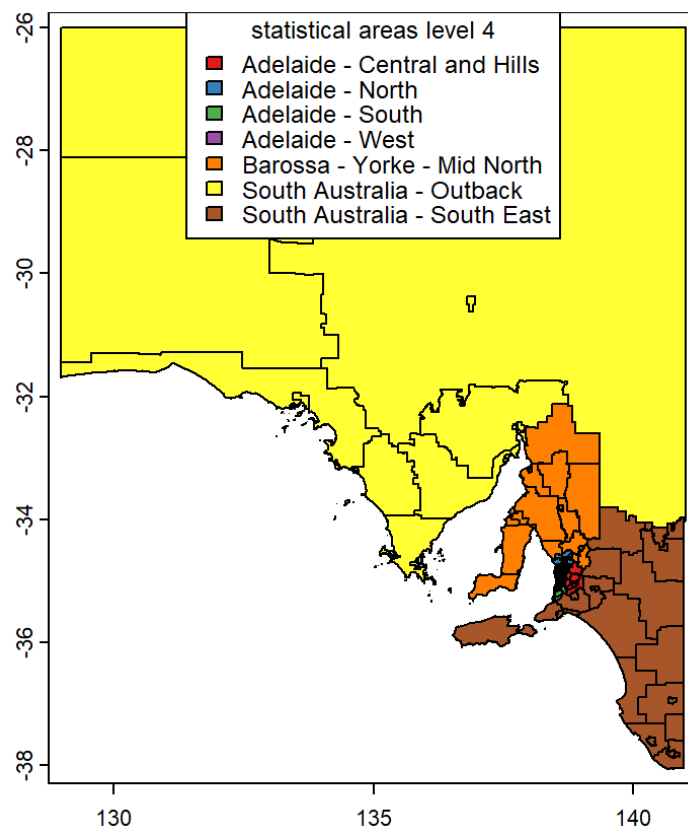 statistical areas level 4
Adelaide - Central and Hills
Adelaide - North
Adelaide - South
Adelaide - West
Barossa - Yorke - Mid North
South Australia - Outback
South Australia - South East
-26
-28
-30
-32
-34
-36
-38
130 135 140